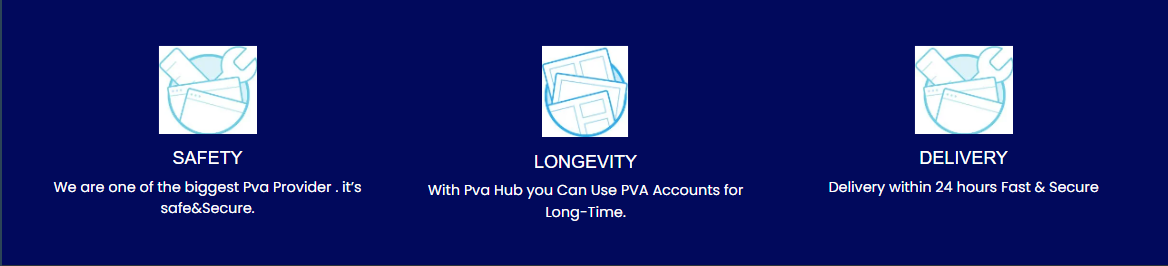 SAFETY
We are one of the biggest Pva Provider . it's
safe&Secure.
LONGEVITY
With Pva Hub you Can Use PVA Accounts for
Long-Time.
DELIVERY
Delivery within 24 hours Fast & Secure